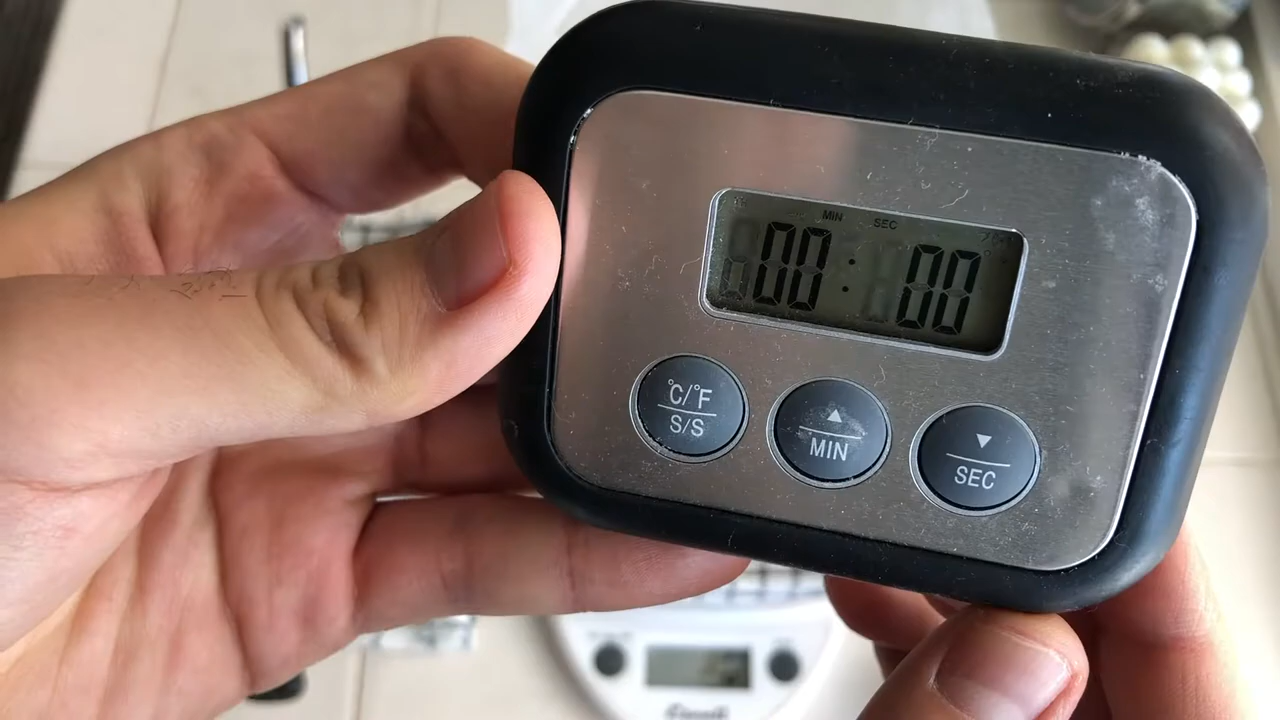 MIN SEC
00:00
°C/°F
S/S
▲
MIN
▼
SEC